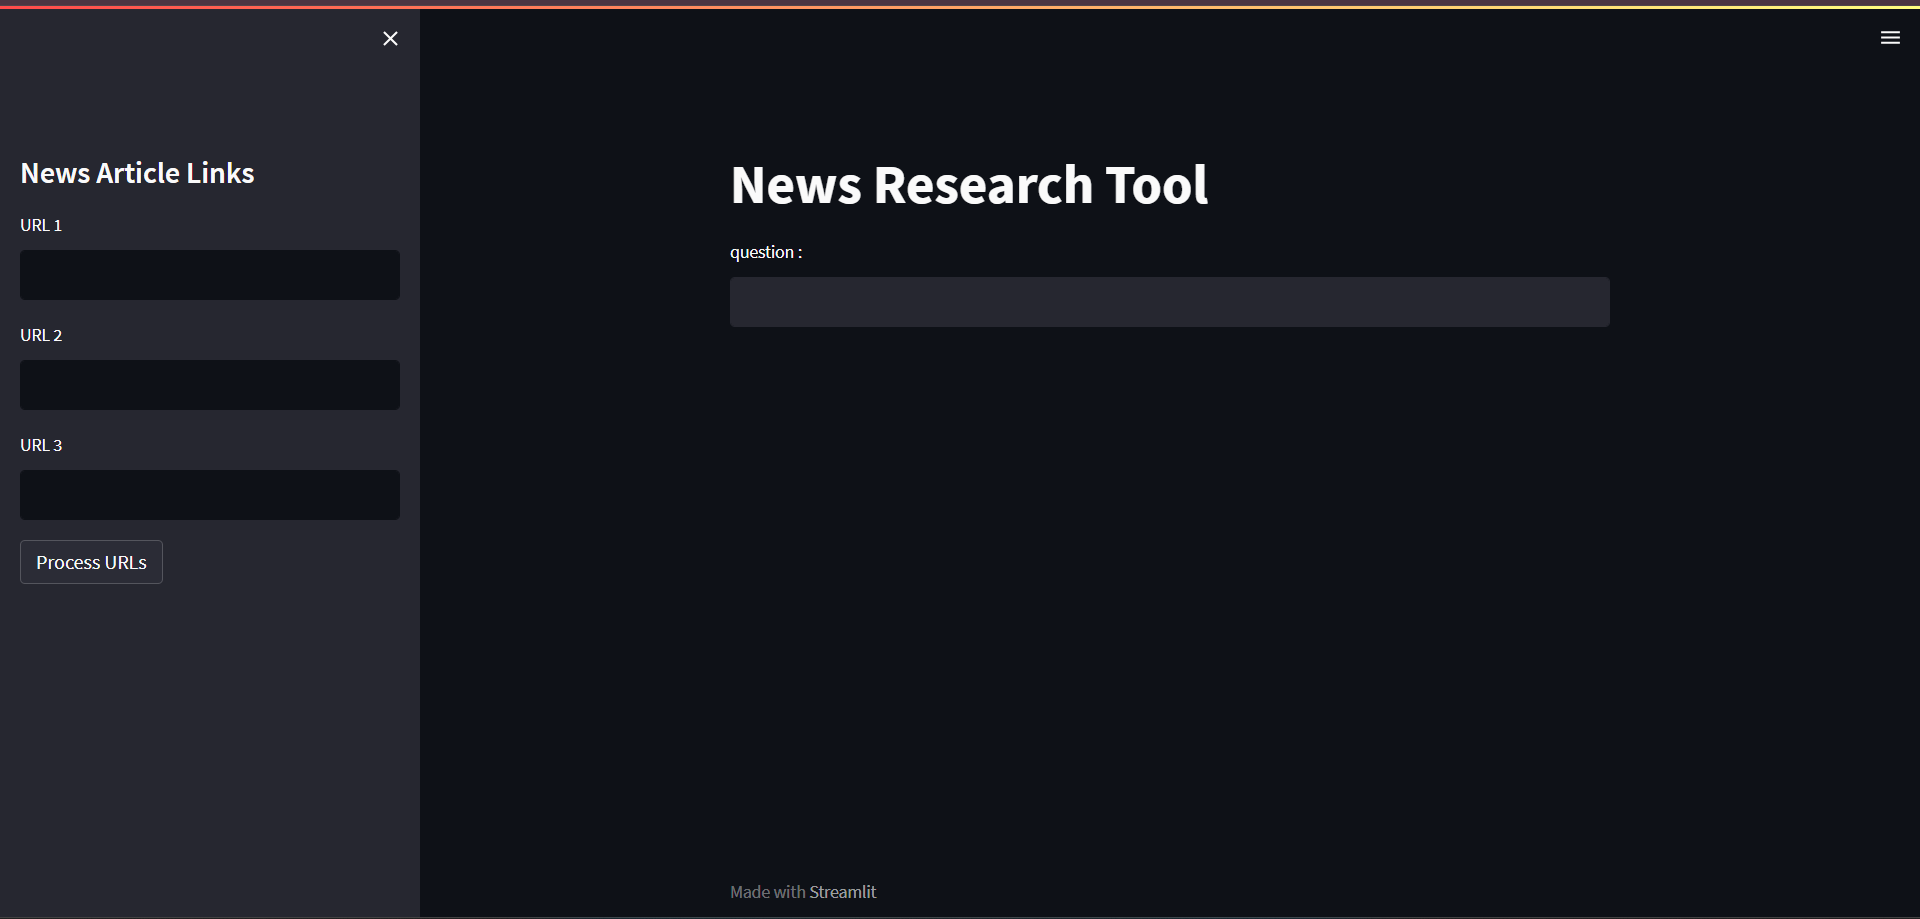 News Article Links
URL 1
URL 2
URL 3
Process URLs
News Research Tool
question :
Made with Streamlit